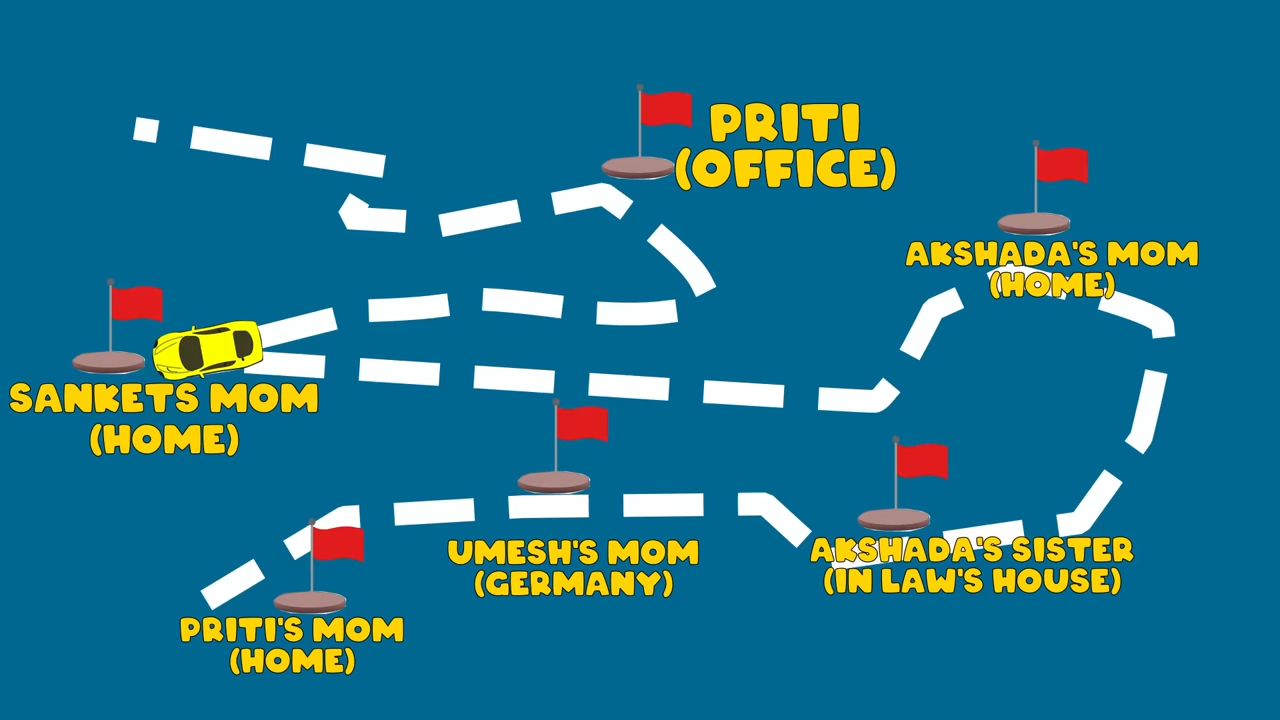 PRITI
(OFFICE)
AKSHADA'S MOM
(HOME)
SANKETS MOM
(HOME)
UMESH'S MOM
(GERMANY)
AKSHADA'S SISTER
(IN LAW'S HOUSE)
PRITI'S MOM
(HOME)